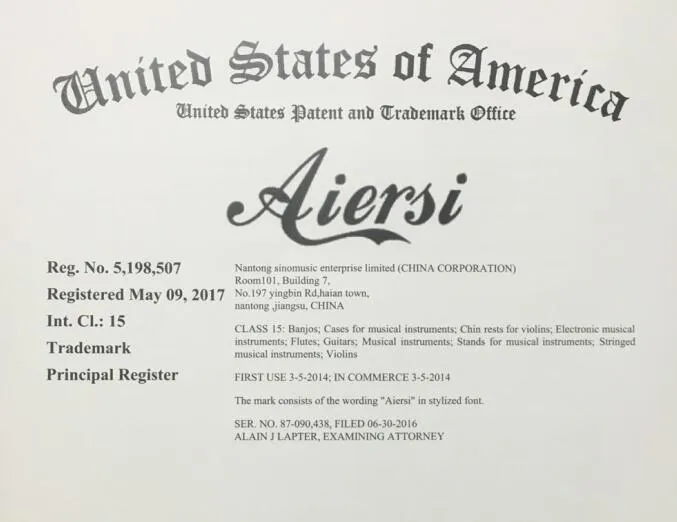 United States of America
United States Patent and Trademark Office
Aiersi
Reg. No. 5,198,507
Registered May 09, 2017
Int. Cl.: 15
Trademark
Principal Register
Nantong sinomusic enterprise limited (CHINA CORPORATION)
Room101, Building 7,
No.197 yingbin Rd,haian town,
nantong ,jiangsu, CHINA
CLASS 15: Banjos; Cases for musical instruments; Chin rests for violins; Electronic musical
instruments; Flutes; Guitars; Musical instruments; Stands for musical instruments; Stringed
musical instruments; Violins
FIRST USE 3-5-2014; IN COMMERCE 3-5-2014
The mark consists of the wording "Aiersi" in stylized font.
SER. NO. 87-090,438, FILED 06-30-2016
ALAIN J LAPTER, EXAMINING ATTORNEY